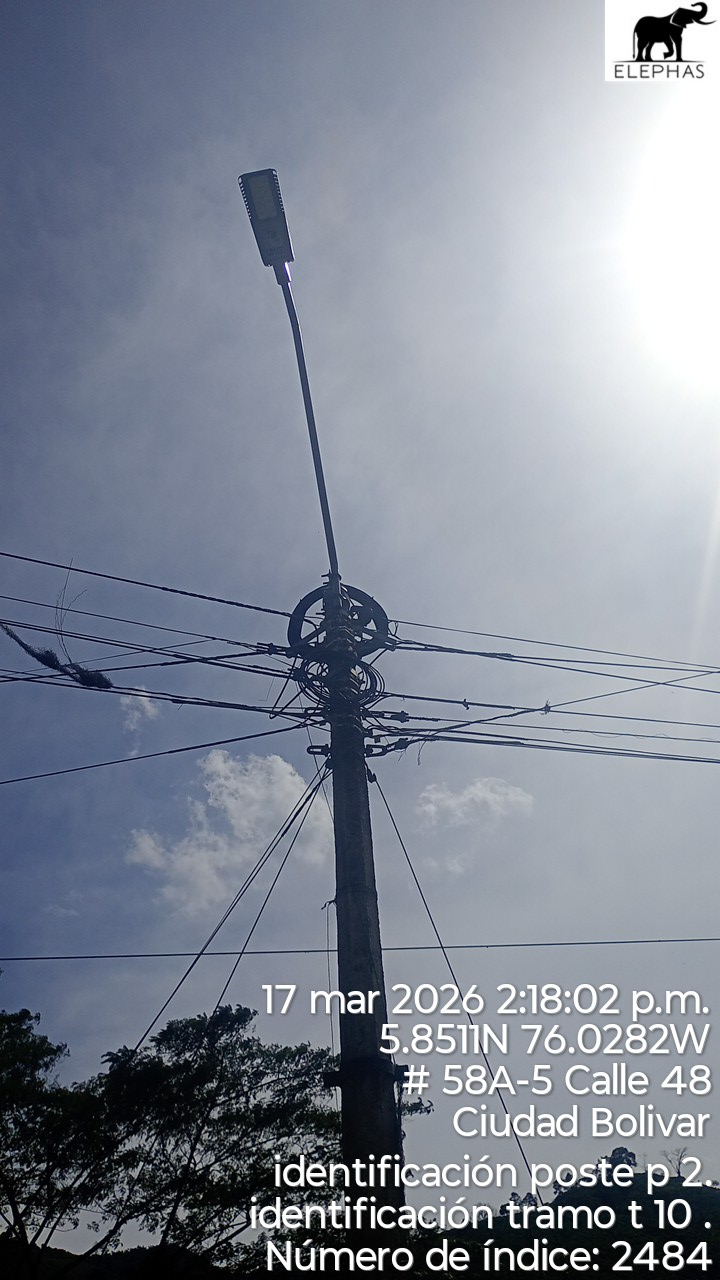 ELEPHAS
17 mar 2026 2:18:02 p.m.
5.8511N 76.0282W
# 58A-5 Calle 48
Ciudad Bolivar
identificación poste p 2.
identificación tramo t 10 .
Número de índice: 2484